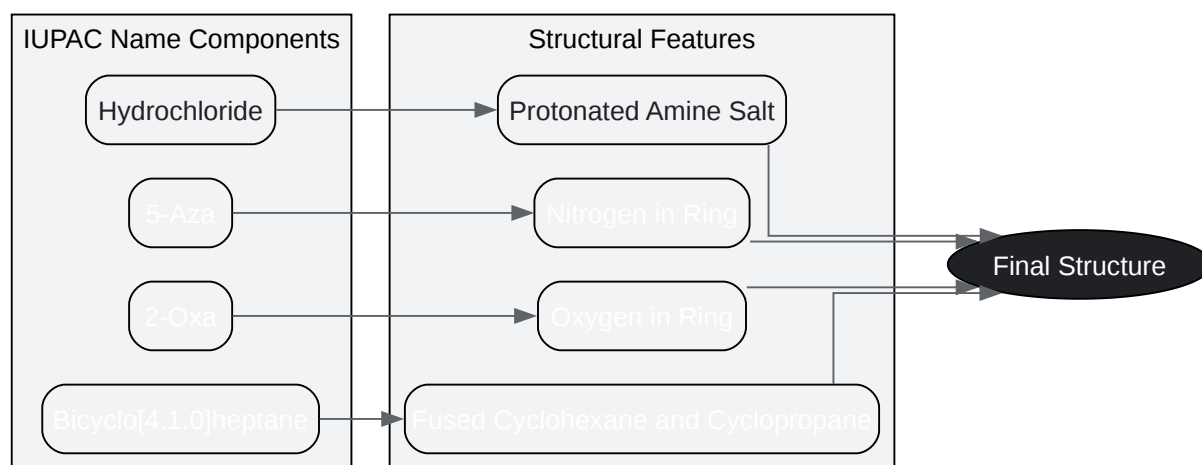 IUPAC Name Components
Structural Features
Hydrochloride
Protonated Amine Salt
5-Aza
Nitrogen in Ring
Final Structure
2-Oxa
Oxygen in Ring
Bicyclo[4.1.0]heptane
Fused Cyclohexane and Cyclopropane